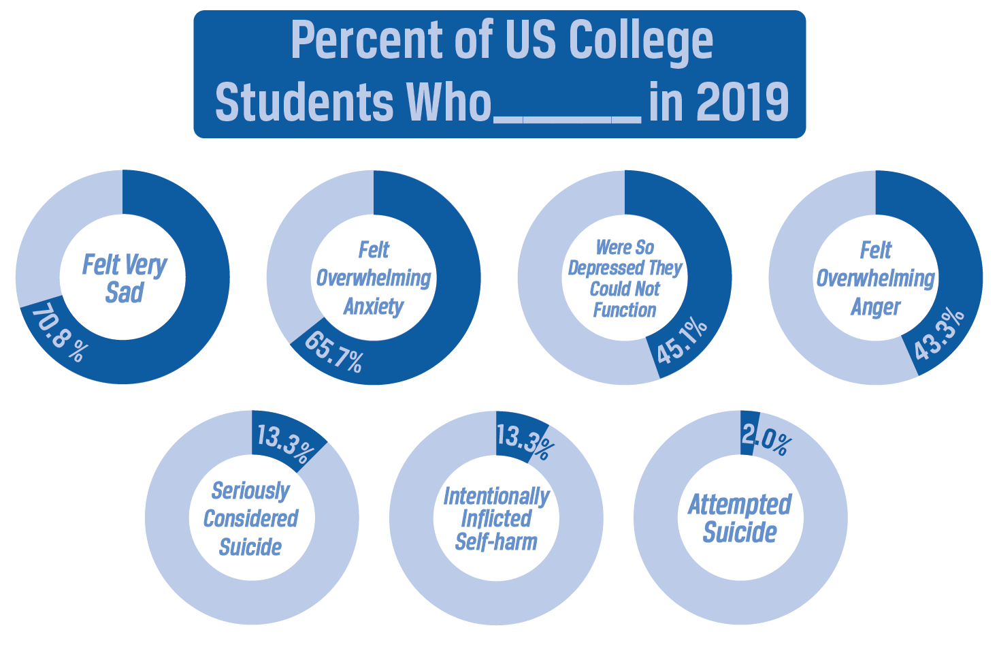 Percent of US College
Students Who______in 2019
Felt Very
Sad
70.8 %
Felt
Overwhelming
Anxiety
65.7%
Were So
Depressed They
Could Not
Function
45.1%
Felt
Overwhelming
Anger
43.3%
Seriously
Considered
Suicide
13.3%
Intentionally
Inflicted
Self-harm
13.3%
Attempted
Suicide
2.0%